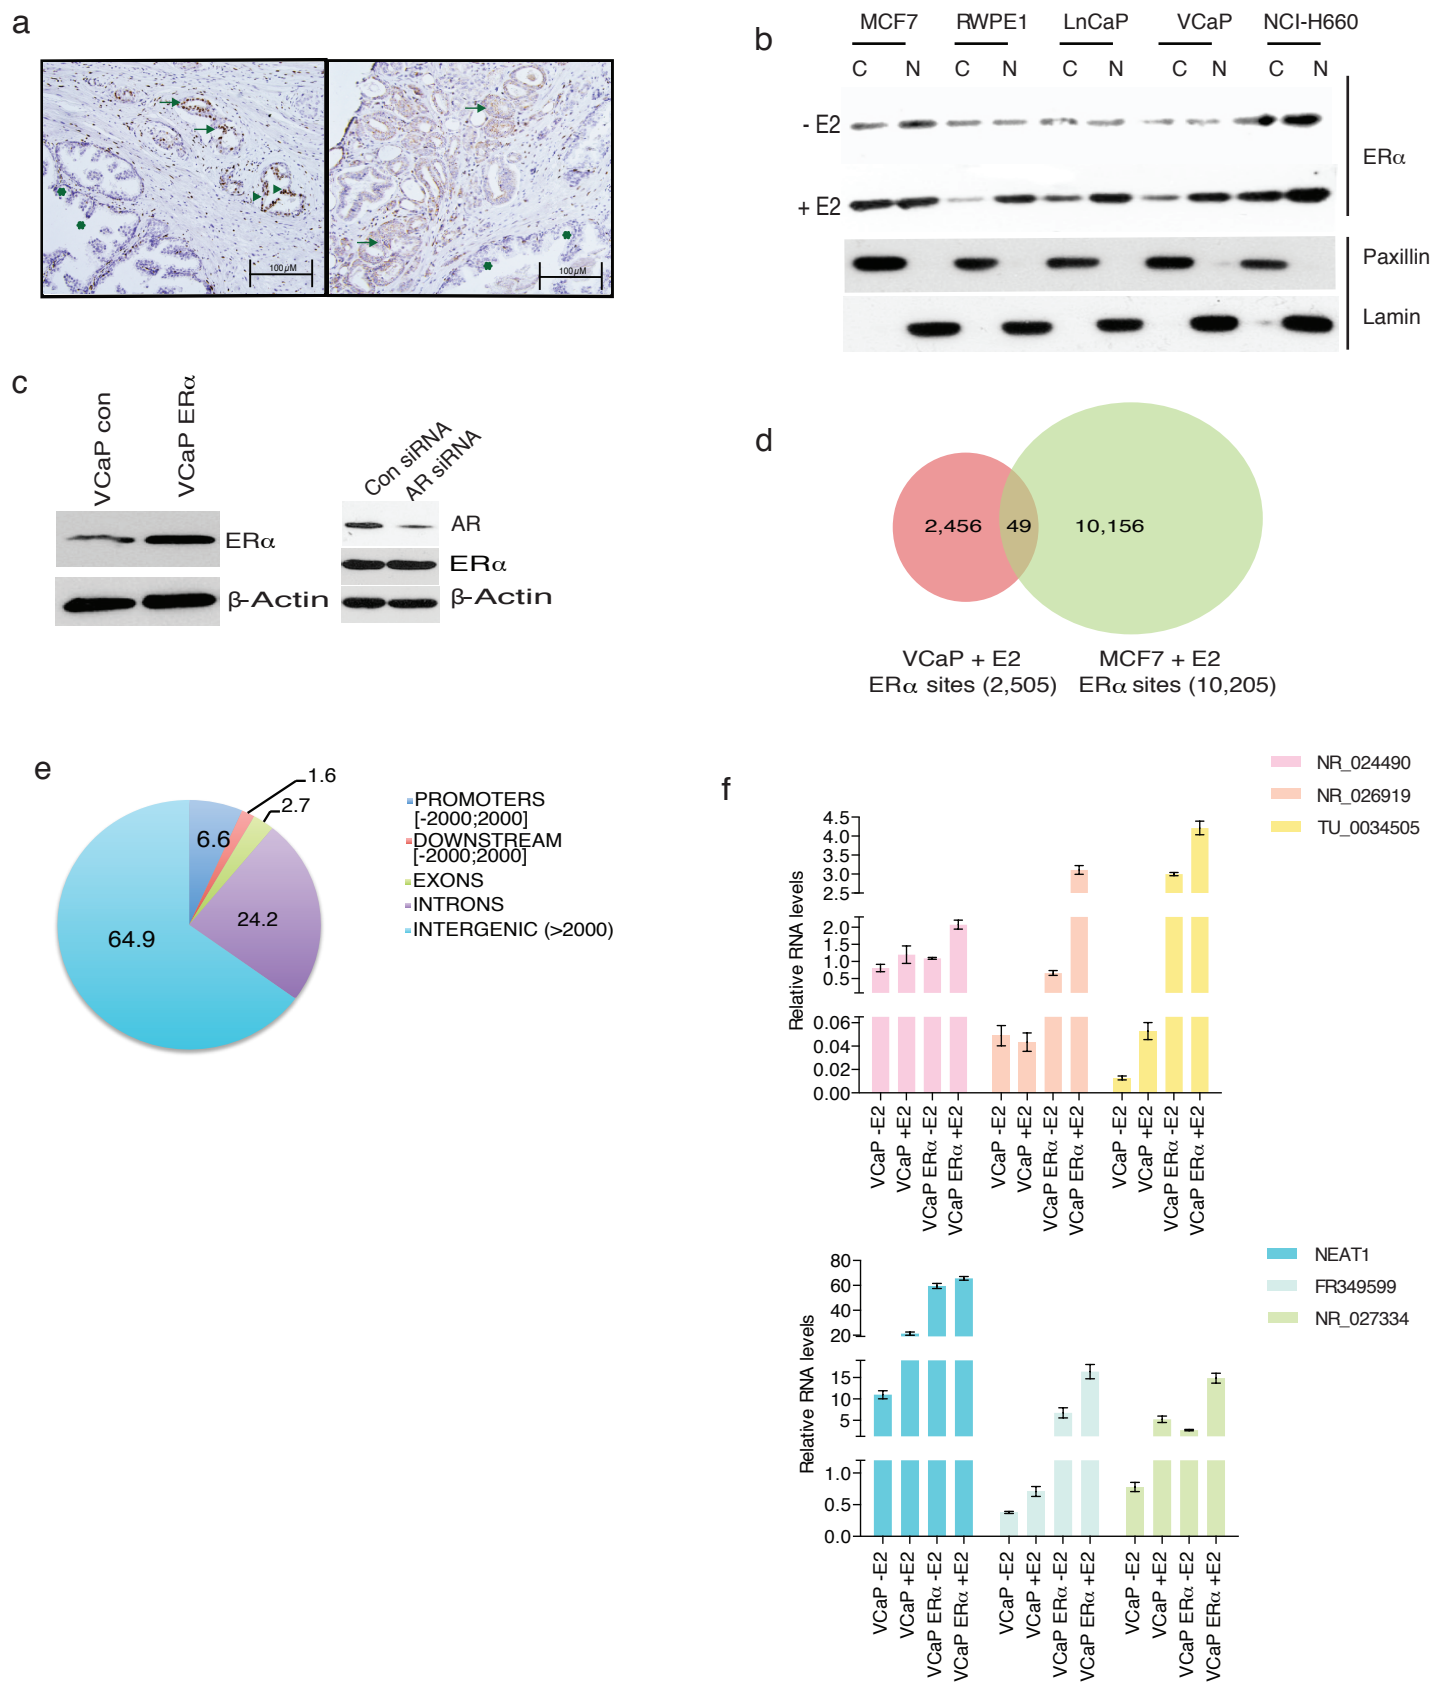 a
100 µM
100 µM
b
MCF7 RWPE1 LnCaP VCaP NCI-H660
C N C N C N C N C N
- E2
+ E2
ERα
Paxillin
Lamin
c
VCaP con
VCaP ERα
ERα
β-Actin
Con siRNA
AR siRNA
AR
ERα
β-Actin
d
2,456 49 10,156
VCaP + E2
ERα sites (2,505)
MCF7 + E2
ERα sites (10,205)
e
1.6
2.7
6.6
24.2
64.9
PROMOTERS
[-2000;2000]
DOWNSTREAM
[-2000;2000]
EXONS
INTRONS
INTERGENIC (>2000)
f
NR_024490
NR_026919
TU_0034505
Relative RNA levels
4.5
4.0
3.5
3.0
2.5
2.0
1.5
1.0
0.5
0.06
0.04
0.02
0.00
VCaP -E2
VCaP +E2
VCaP ERα -E2
VCaP ERα +E2
VCaP -E2
VCaP +E2
VCaP ERα -E2
VCaP ERα +E2
VCaP -E2
VCaP +E2
VCaP ERα -E2
VCaP ERα +E2
NEAT1
FR349599
NR_027334
Relative RNA levels
80
60
40
20
15
10
5
1.0
0.5
0.0
VCaP -E2
VCaP +E2
VCaP ERα -E2
VCaP ERα +E2
VCaP -E2
VCaP +E2
VCaP ERα -E2
VCaP ERα +E2
VCaP -E2
VCaP +E2
VCaP ERα -E2
VCaP ERα +E2